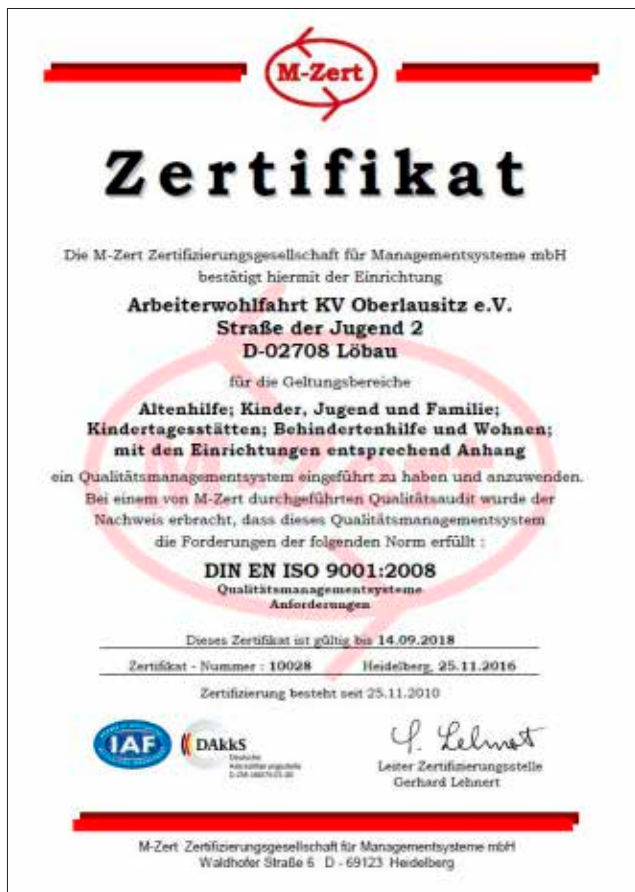 M-Zert
Zertifikat
Die M-Zert Zertifizierungsgesellschaft für Managementsysteme mbH
bestätigt hiermit der Einrichtung
Arbeiterwohlfahrt KV Oberlausitz e.V.
Straße der Jugend 2
D-02708 Löbau
für die Geltungsbereiche
Altenhilfe; Kinder, Jugend und Familie;
Kindertagesstätten; Behindertenhilfe und Wohnen;
mit den Einrichtungen entsprechend Anhang
ein Qualitätsmanagementsystem eingeführt zu haben und anzuwenden.
Bei einem von M-Zert durchgeführten Qualitätsaudit wurde der
Nachweis erbracht, dass dieses Qualitätsmanagementsystem
die Forderungen der folgenden Norm erfüllt :
DIN EN ISO 9001:2008
Qualitätsmanagementsysteme
Anforderungen
Dieses Zertifikat ist gültig bis 14.09.2018
Zertifikat - Nummer : 10028 Heidelberg, 25.11.2016
Zertifizierung besteht seit 25.11.2010
IAF
DAkkS
Deutsche
Akkreditierungsstelle
Leiter Zertifizierungsstelle
Gerhard Lehnert
M-Zert Zertifizierungsgesellschaft für Managementsysteme mbH
Waldhofer Straße 6 D - 69123 Heidelberg